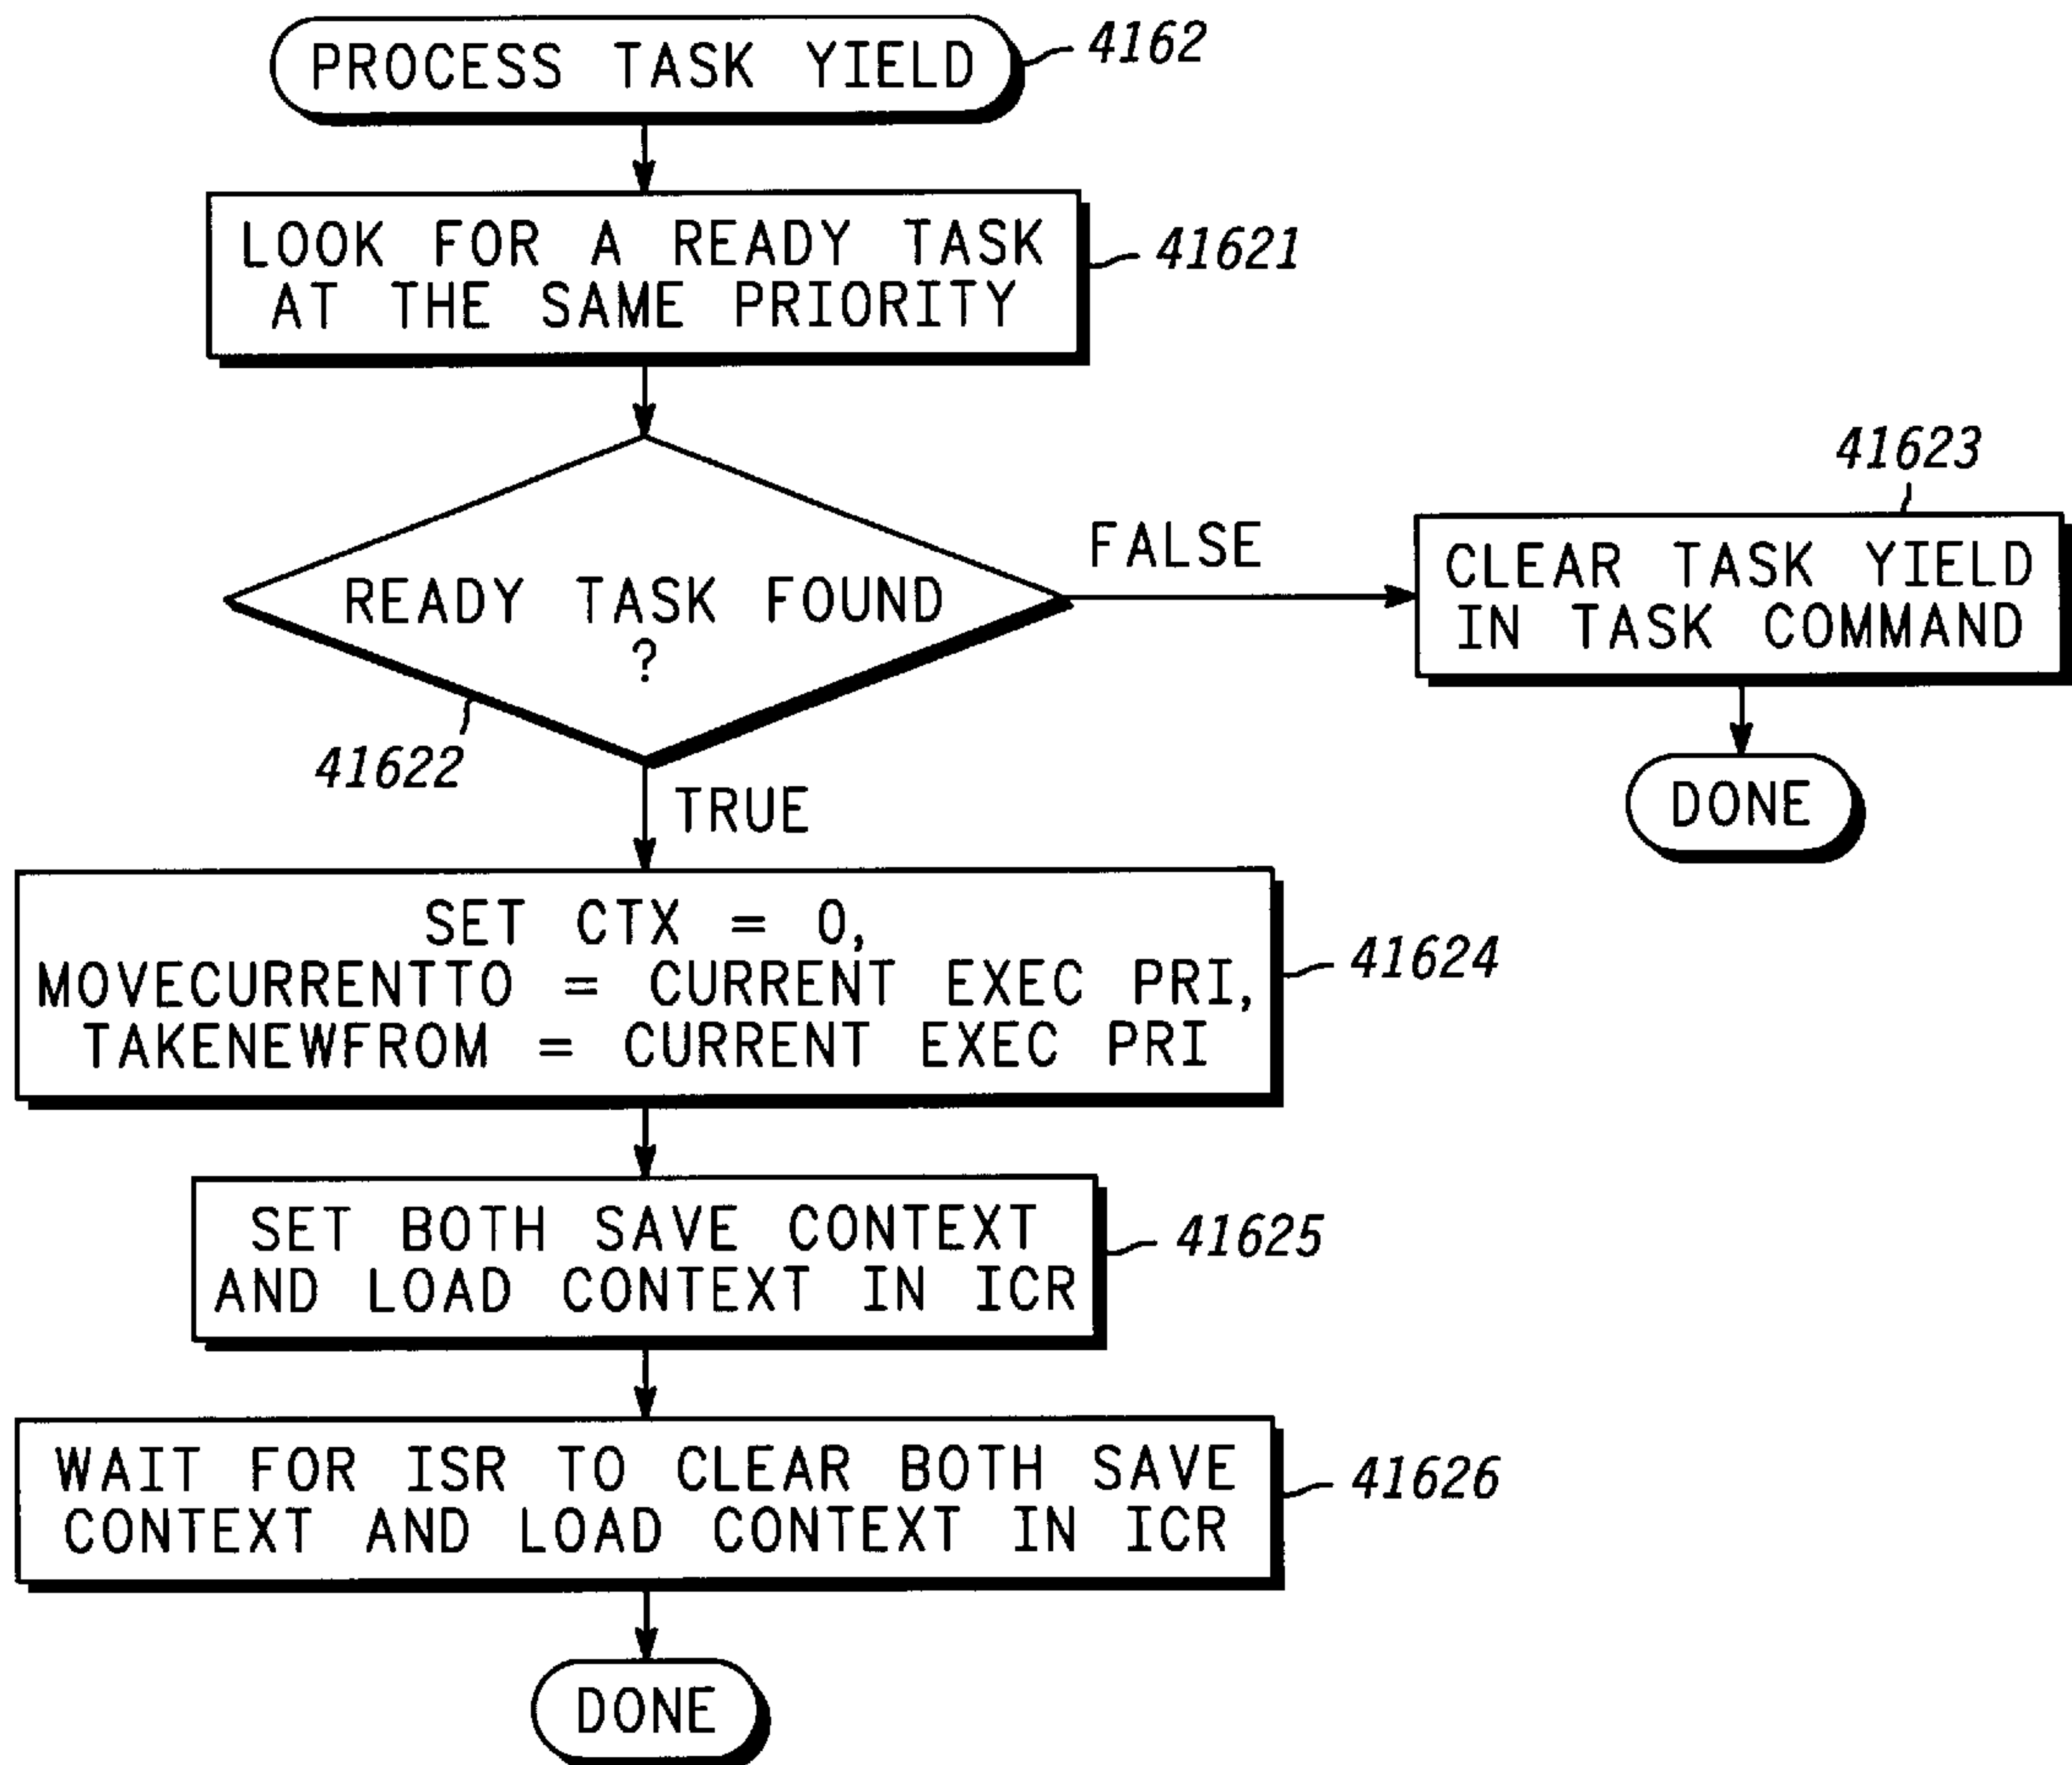 PROCESS TASK YIELD
4162
LOOK FOR A READY TASK
AT THE SAME PRIORITY
41621
READY TASK FOUND
?
41622
FALSE
41623
CLEAR TASK YIELD
IN TASK COMMAND
DONE
TRUE
SET CTX = 0,
MOVECURRENTTO = CURRENT EXEC PRI,
TAKENEWFROM = CURRENT EXEC PRI
41624
SET BOTH SAVE CONTEXT
AND LOAD CONTEXT IN ICR
41625
WAIT FOR ISR TO CLEAR BOTH SAVE
CONTEXT AND LOAD CONTEXT IN ICR
41626
DONE